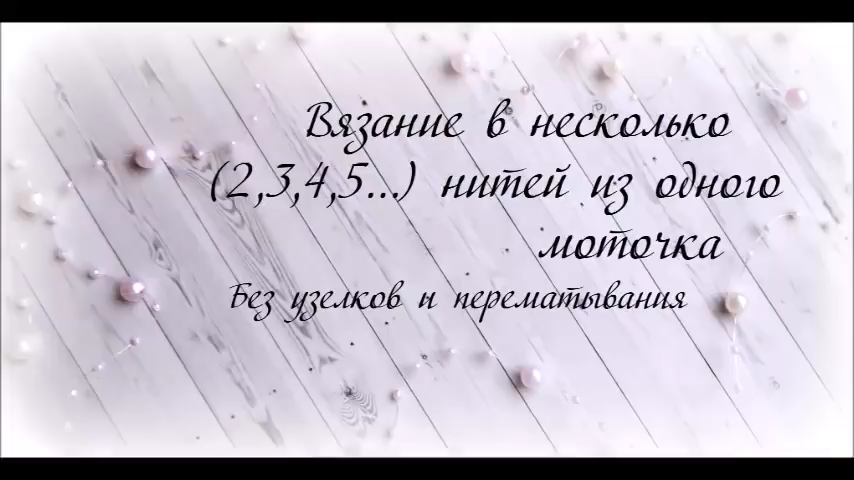 Вязание в несколько
(2,3,4,5...) нитей из одного
моточка
Без узелков и перематывания